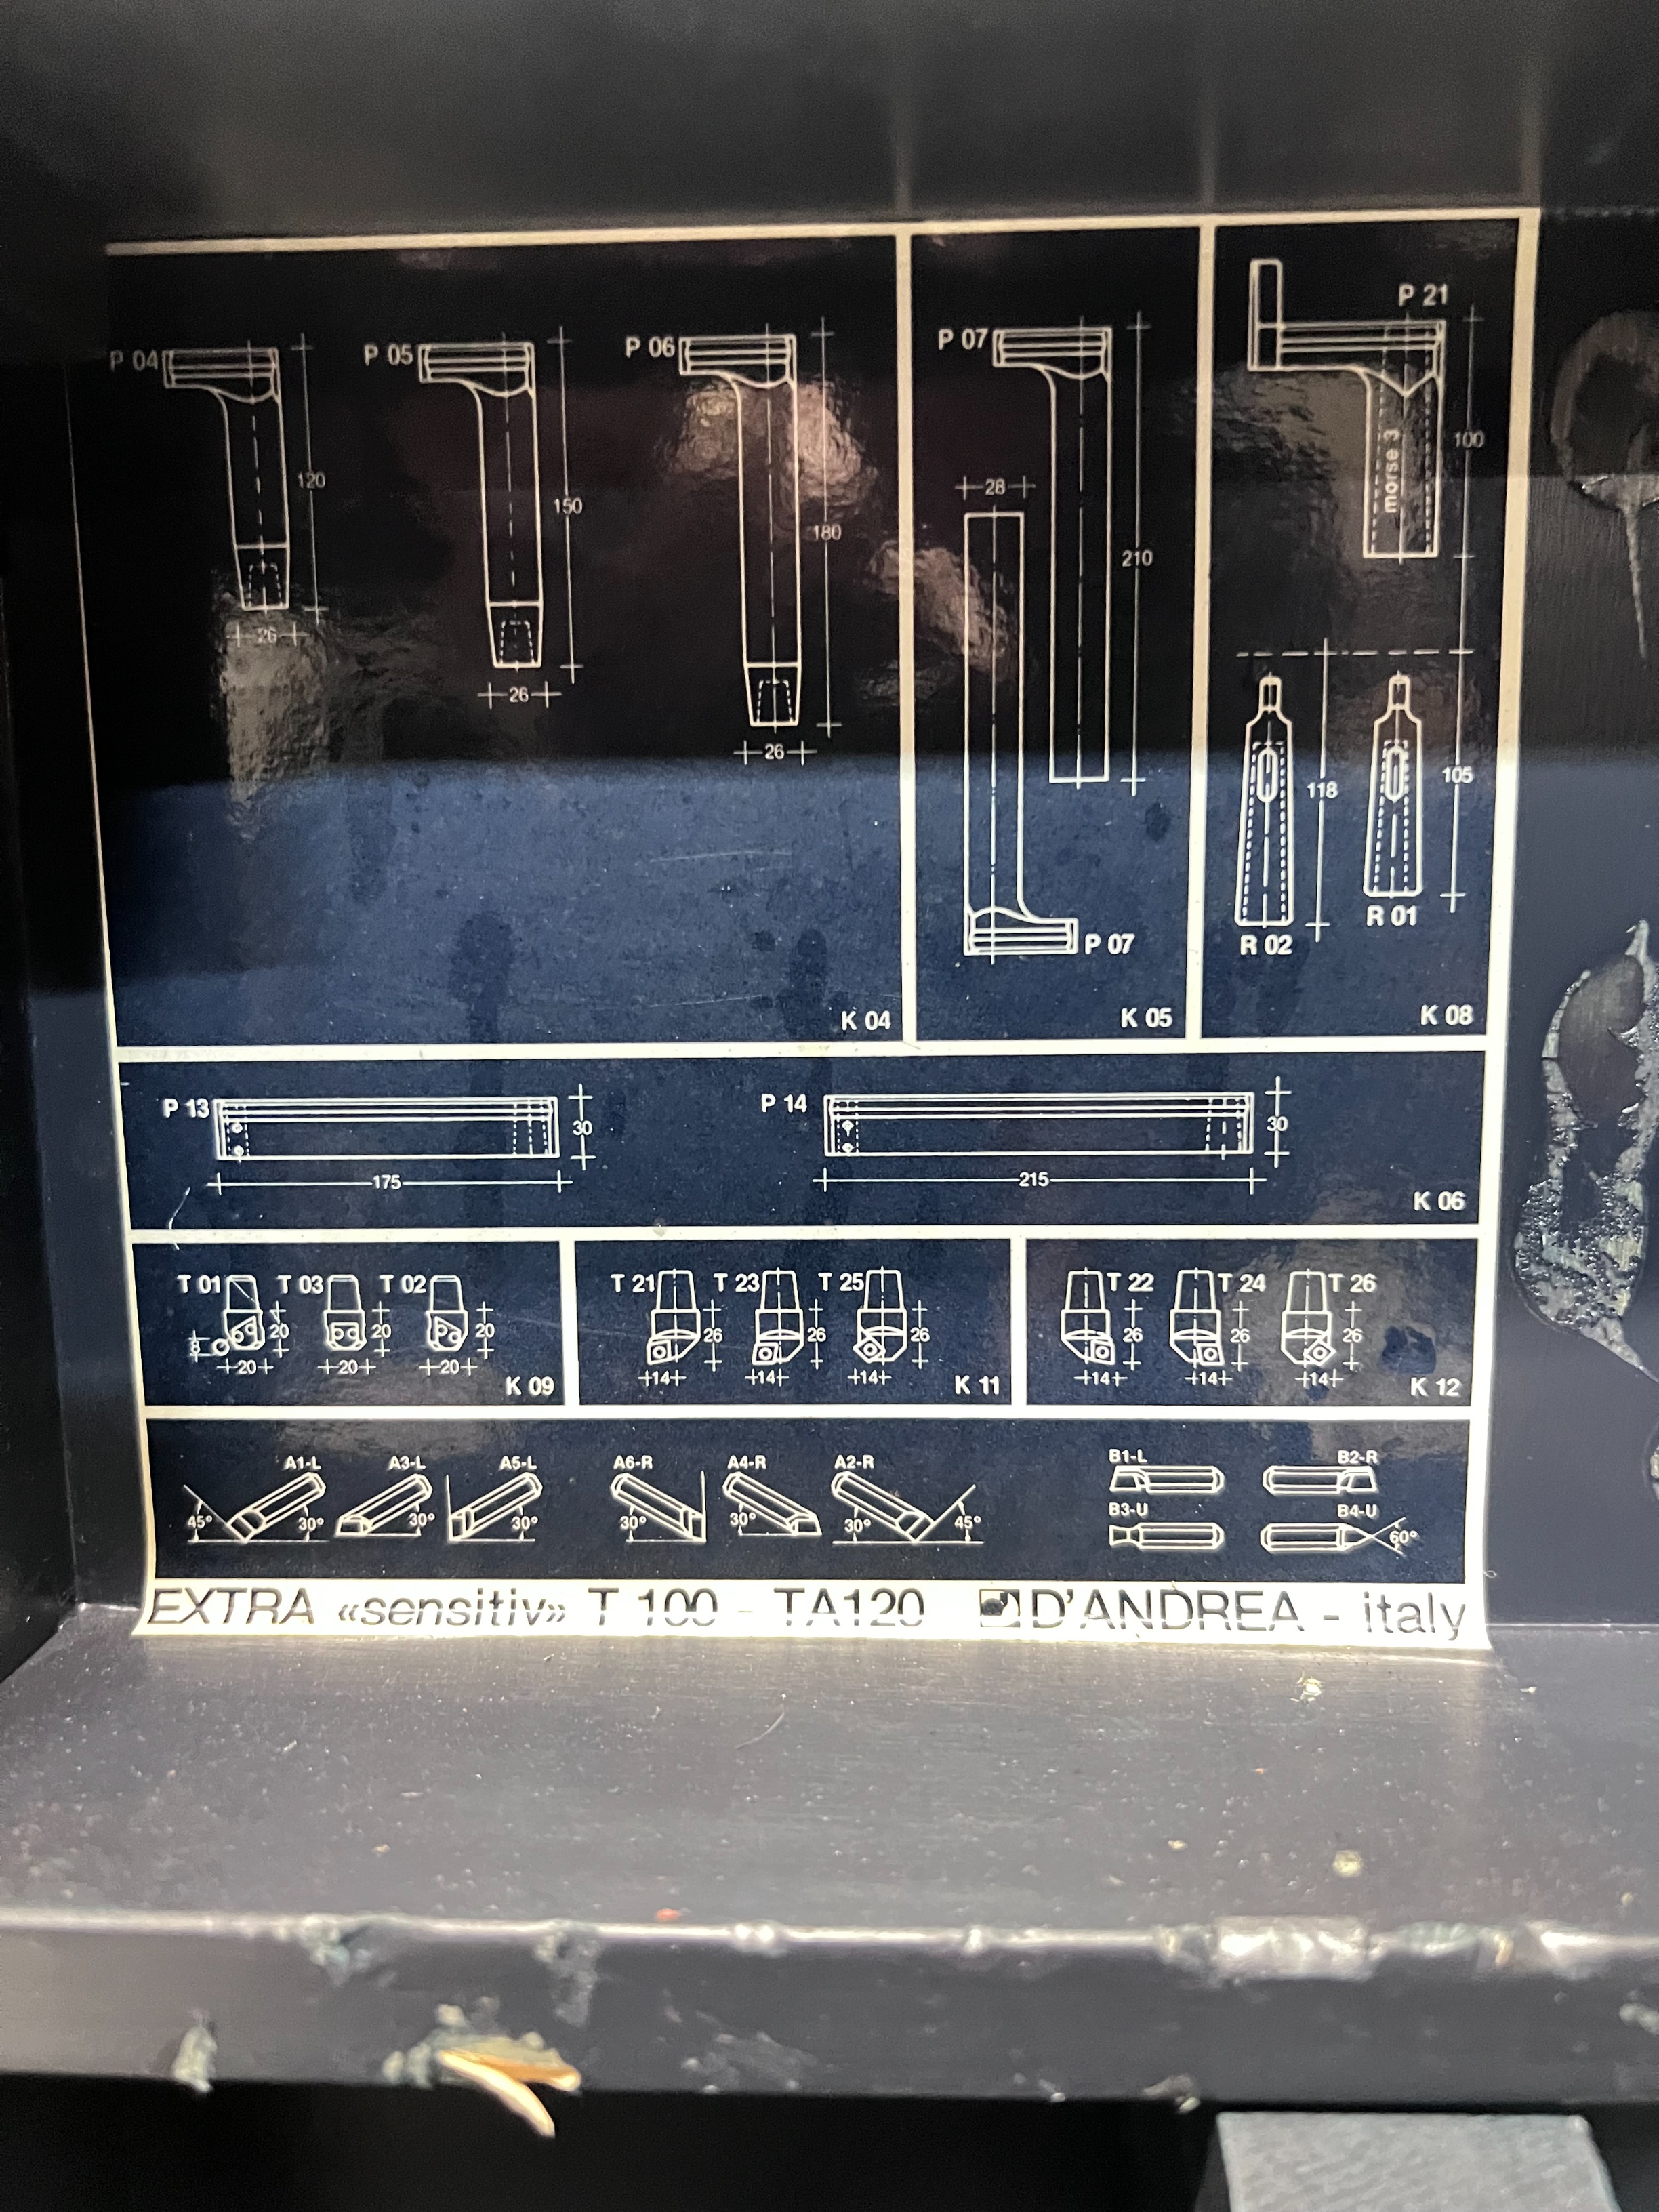 P 04
120
26
P 05
150
26
P 06
180
26
K 04
P 07
28
210
P 07
K 05
P 21
morse 3
100
118
105
R 02
R 01
K 08
P 13
30
175
P 14
30
215
K 06
T 01 T 03 T 02
8 20 20 20
20 20 20
K 09
T 21 T 23 T 25
26 26 26
14 14 14
K 11
T 22 T 24 T 26
26 26 26
14 14 14
K 12
A1-L A3-L A5-L
45° 30° 30° 30°
A6-R A4-R A2-R
30° 30° 30° 45°
B1-L B2-R
B3-U B4-U
60°
EXTRA «sensitiv» T 100 - TA120 D'ANDREA - italy